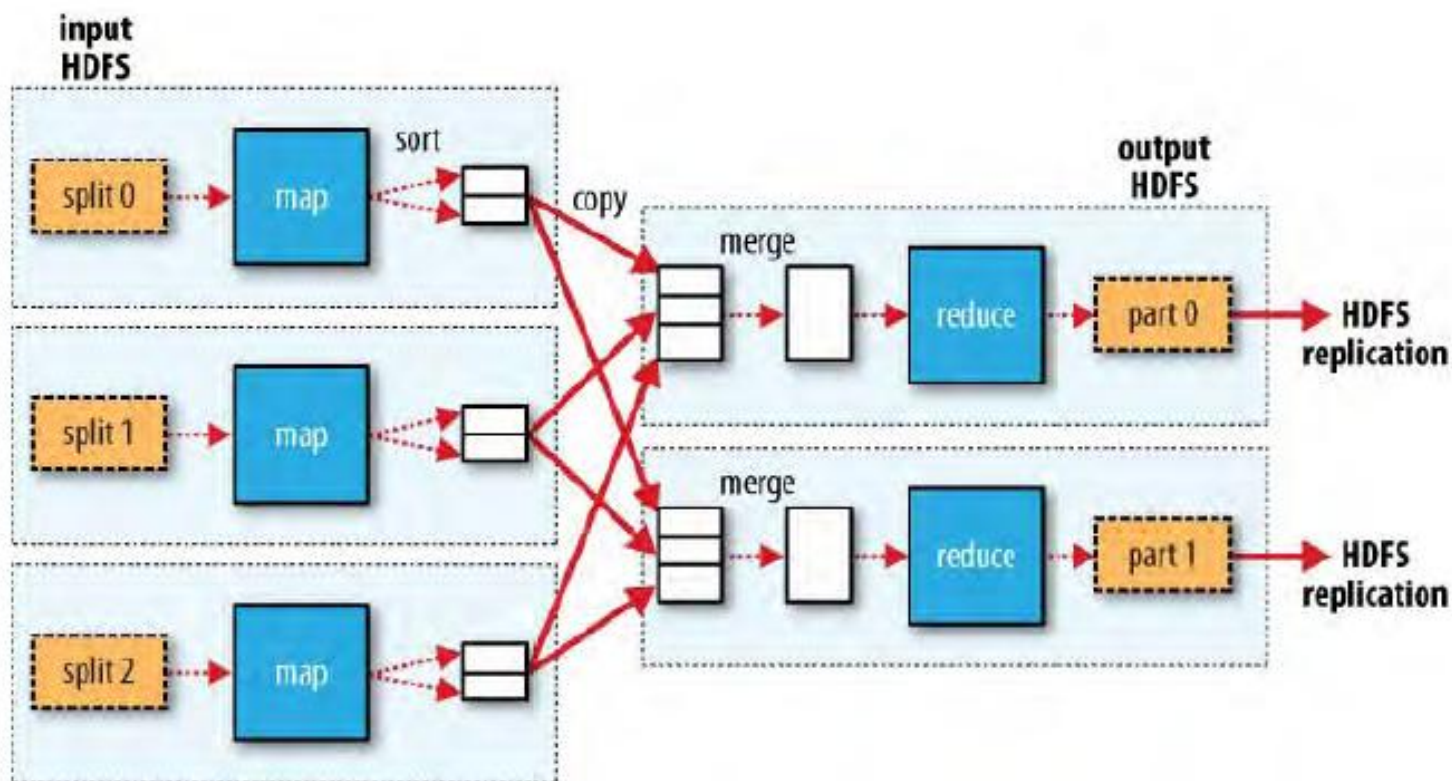 input
HDFS
split 0
map
sort
copy
split 1
map
split 2
map
output
HDFS
merge
reduce
part 0
HDFS
replication
merge
reduce
part 1
HDFS
replication